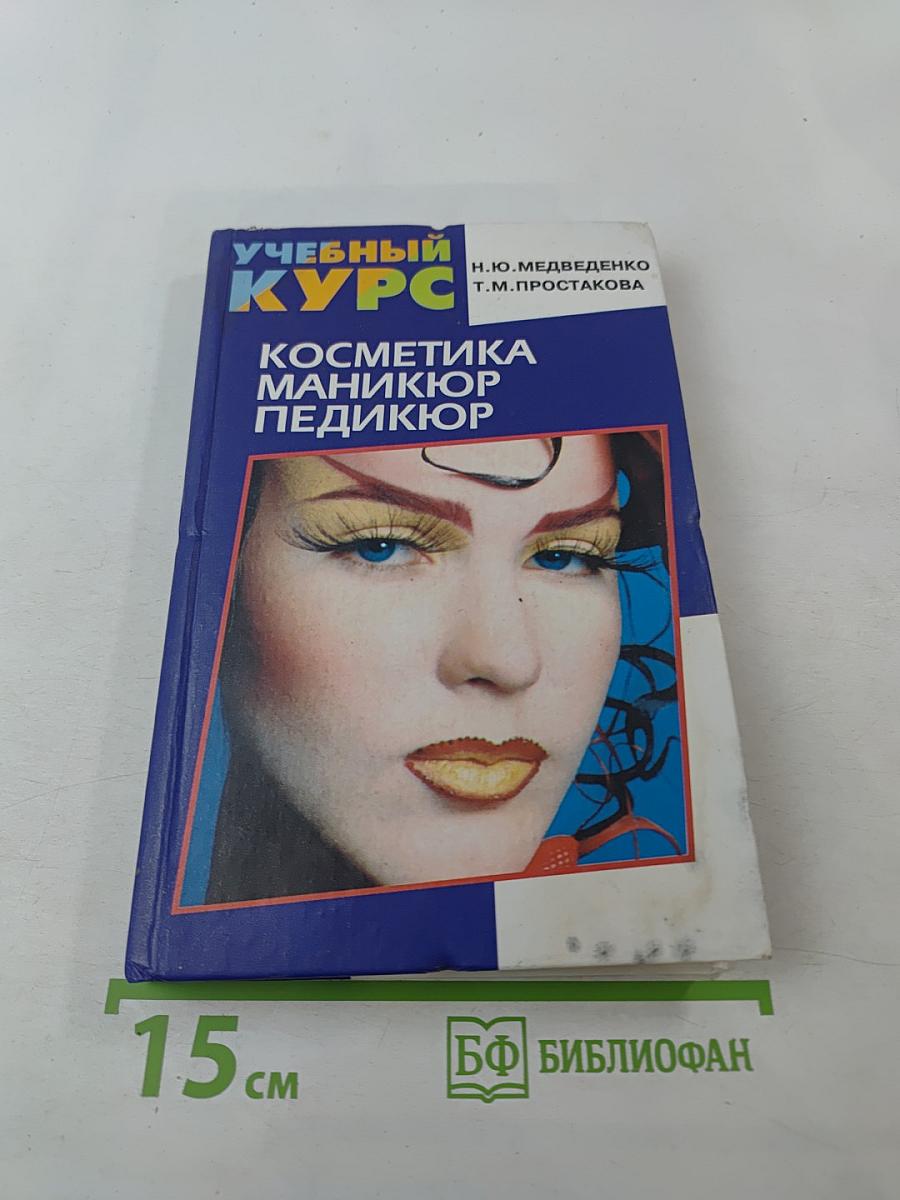 УЧЕБНЫЙ
КУРС
Н.Ю.МЕДВЕДЕНКО
Т.М.ПРОСТАКОВА
КОСМЕТИКА
МАНИКЮР
ПЕДИКЮР
15 см
БФ БИБЛИОФАН